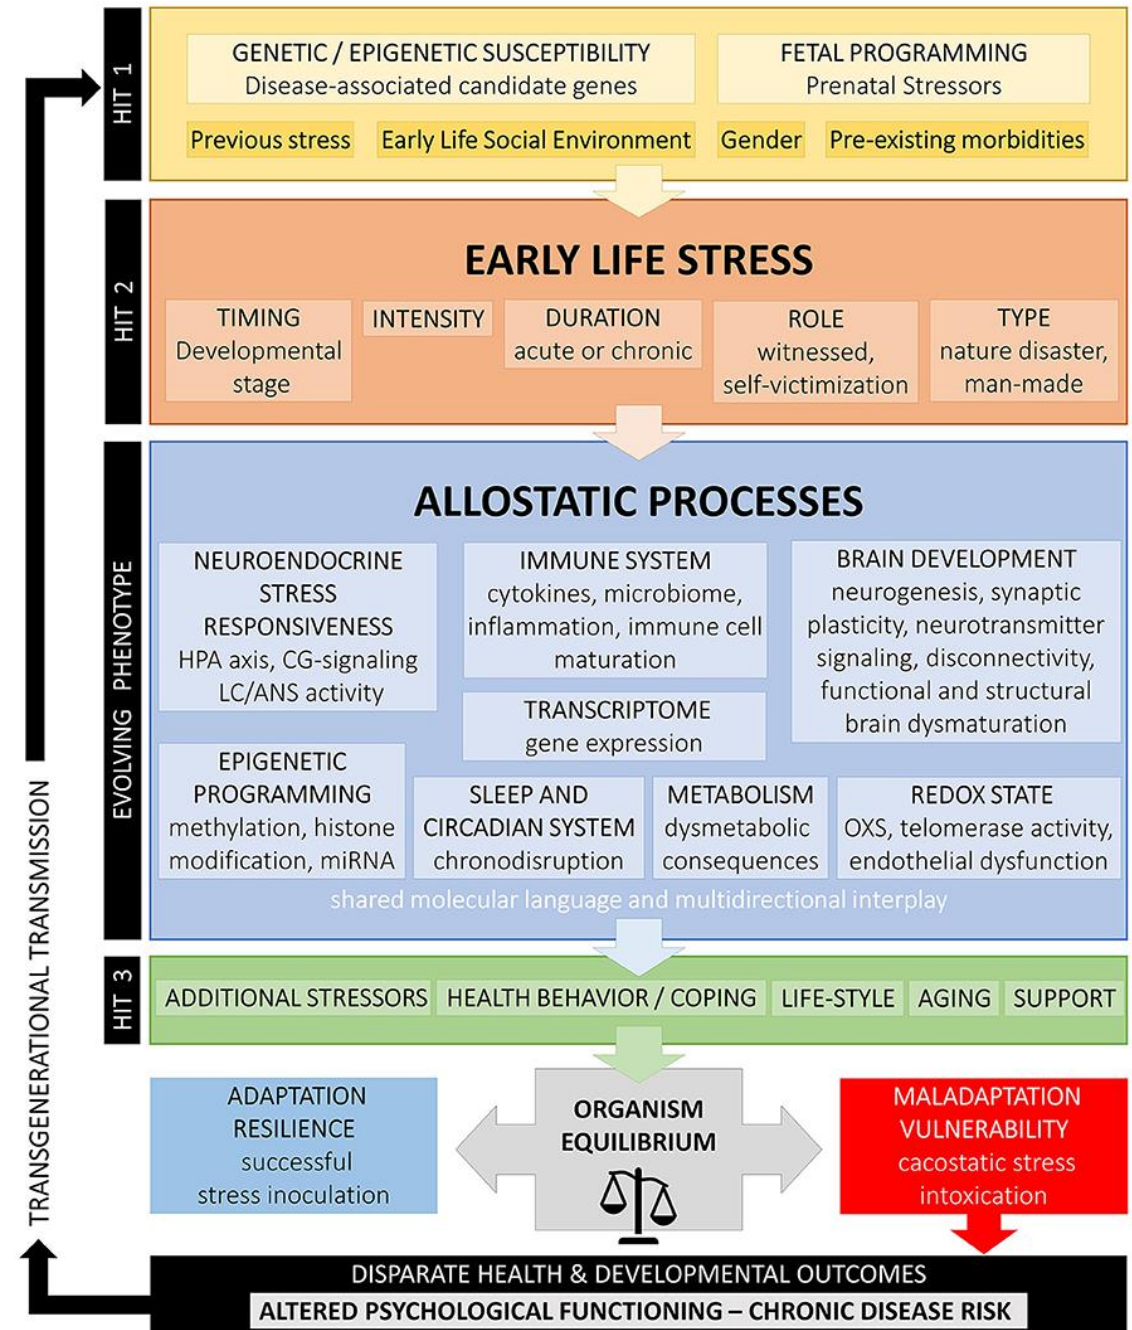 HIT 1
GENETIC / EPIGENETIC SUSCEPTIBILITY
Disease-associated candidate genes
FETAL PROGRAMMING
Prenatal Stressors
Previous stress
Early Life Social Environment
Gender
Pre-existing morbidities
HIT 2
EARLY LIFE STRESS
TIMING
Developmental
stage
INTENSITY
DURATION
acute or chronic
ROLE
witnessed,
self-victimization
TYPE
nature disaster,
man-made
EVOLVING PHENOTYPE
ALLOSTATIC PROCESSES
NEUROENDOCRINE
STRESS
RESPONSIVENESS
HPA axis, CG-signaling
LC/ANS activity
IMMUNE SYSTEM
cytokines, microbiome,
inflammation, immune cell
maturation
BRAIN DEVELOPMENT
neurogenesis, synaptic
plasticity, neurotransmitter
signaling, disconnectivity,
functional and structural
brain dysmaturation
TRANSCRIPTOME
gene expression
EPIGENETIC
PROGRAMMING
methylation, histone
modification, miRNA
SLEEP AND
CIRCADIAN SYSTEM
chronodisruption
METABOLISM
dysmetabolic
consequences
REDOX STATE
OXS, telomerase activity,
endothelial dysfunction
shared molecular language and multidirectional interplay
HIT 3
ADDITIONAL STRESSORS
HEALTH BEHAVIOR / COPING
LIFE-STYLE
AGING
SUPPORT
ADAPTATION
RESILIENCE
successful
stress inoculation
ORGANISM
EQUILIBRIUM
MALADAPTATION
VULNERABILITY
cacostatic stress
intoxication
DISPARATE HEALTH & DEVELOPMENTAL OUTCOMES
ALTERED PSYCHOLOGICAL FUNCTIONING – CHRONIC DISEASE RISK
TRANSGENERATIONAL TRANSMISSION